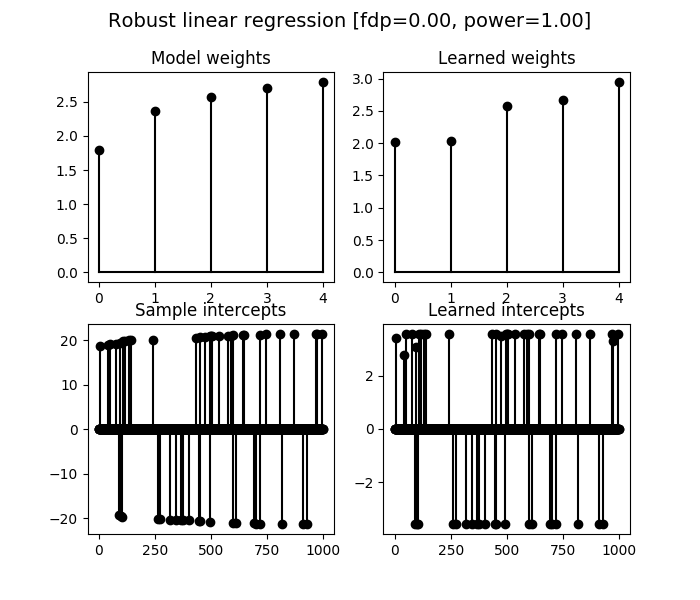 Robust linear regression [fdp=0.00, power=1.00]
Model weights
2.5
2.0
1.5
1.0
0.5
0.0
0 1 2 3 4
Learned weights
3.0
2.5
2.0
1.5
1.0
0.5
0.0
0 1 2 3 4
Sample intercepts
20
10
0
−10
−20
0 250 500 750 1000
Learned intercepts
2
0
−2
0 250 500 750 1000